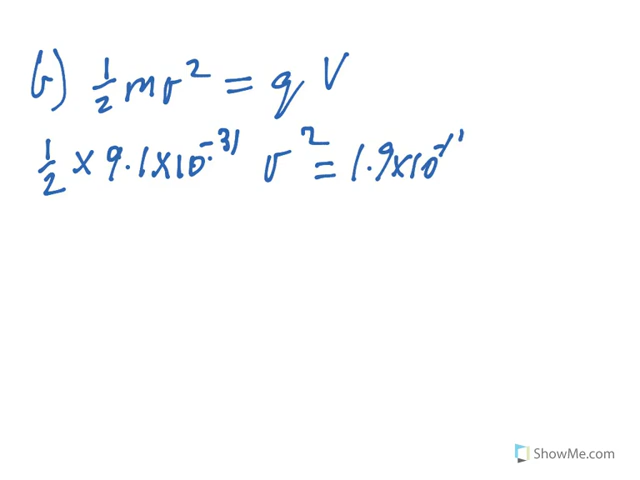 b) ½mv² = qV
½ × 9.1×10⁻³¹ v² = 1.9×10⁻¹¹
ShowMe.com